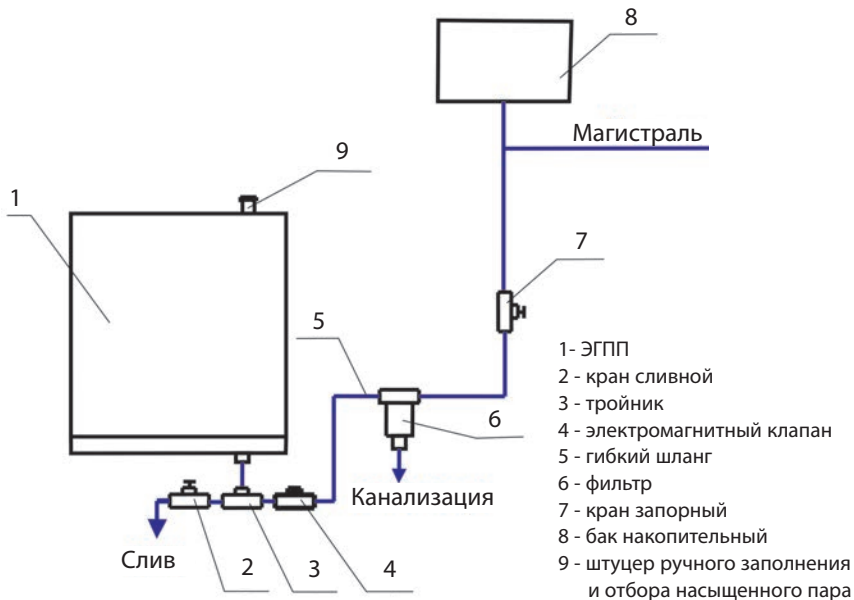 8
Магистраль
9
1
7
5
6
Канализация
Слив
2
3
4
1- ЭГПП
2 - кран сливной
3 - тройник
4 - электромагнитный клапан
5 - гибкий шланг
6 - фильтр
7 - кран запорный
8 - бак накопительный
9 - штуцер ручного заполнения
и отбора насыщенного пара